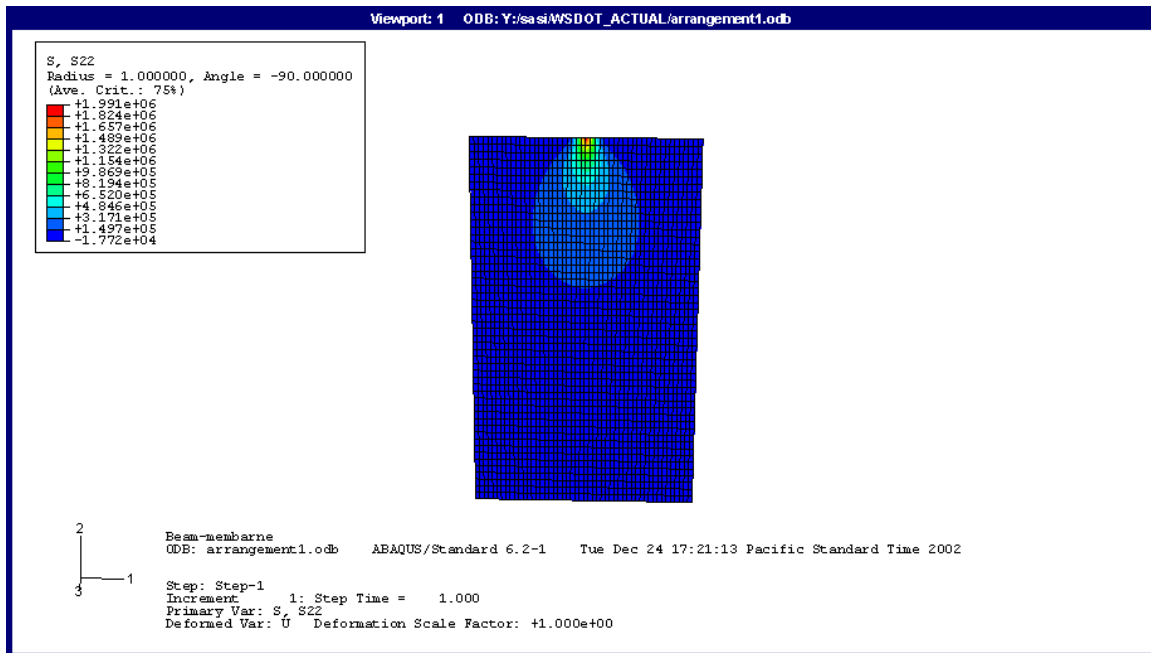 Viewport: 1 ODB: Y:/sasi/WSDOT_ACTUAL/arrangement1.odb
S, S22
Radius = 1.000000, Angle = -90.000000
(Ave. Crit.: 75%)
+1.991e+06
+1.824e+06
+1.657e+06
+1.489e+06
+1.322e+06
+1.154e+06
+9.869e+05
+8.194e+05
+6.520e+05
+4.846e+05
+3.171e+05
+1.497e+05
-1.772e+04
2
1
3
Beam-membarne
ODB: arrangement1.odb ABAQUS/Standard 6.2-1 Tue Dec 24 17:21:13 Pacific Standard Time 2002
Step: Step-1
Increment 1: Step Time = 1.000
Primary Var: S, S22
Deformed Var: U Deformation Scale Factor: +1.000e+00